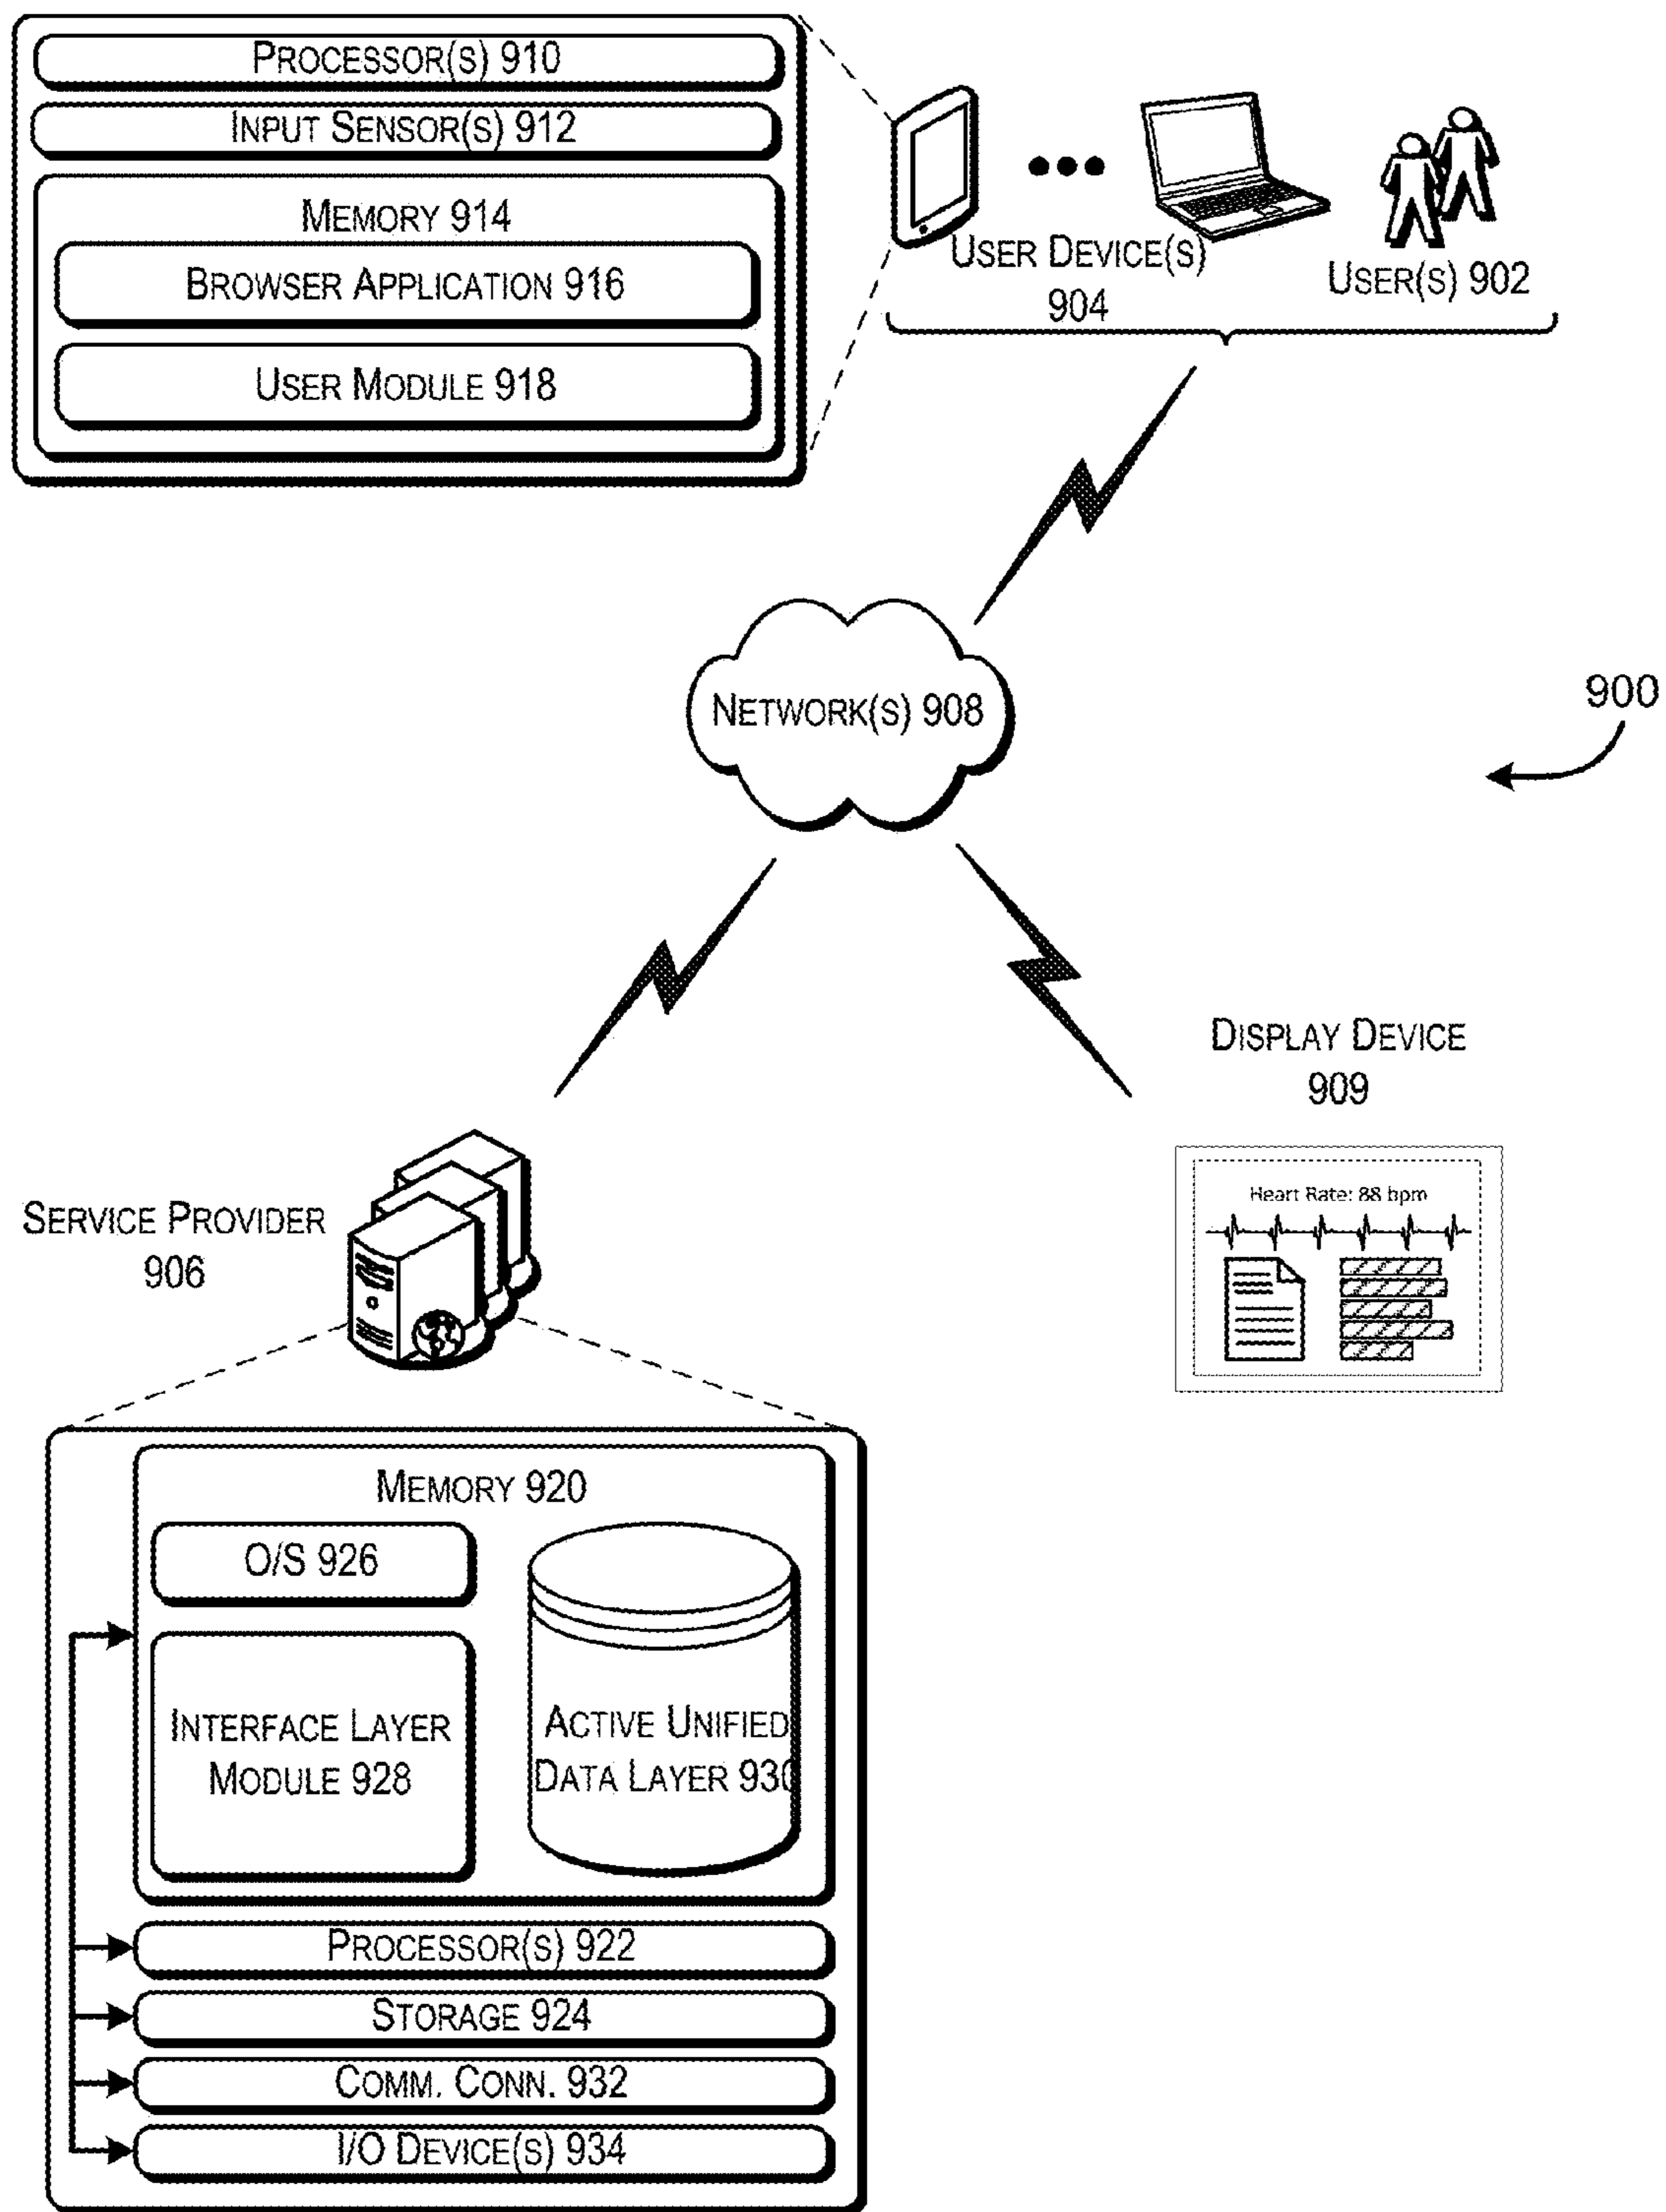 PROCESSOR(S) 910
INPUT SENSOR(S) 912
MEMORY 914
BROWSER APPLICATION 916
USER MODULE 918
USER DEVICE(S)
904
USER(S) 902
NETWORK(S) 908
900
DISPLAY DEVICE
909
Heart Rate: 88 bpm
SERVICE PROVIDER
906
MEMORY 920
O/S 926
INTERFACE LAYER
MODULE 928
ACTIVE UNIFIED
DATA LAYER 930
PROCESSOR(S) 922
STORAGE 924
COMM. CONN. 932
I/O DEVICE(S) 934